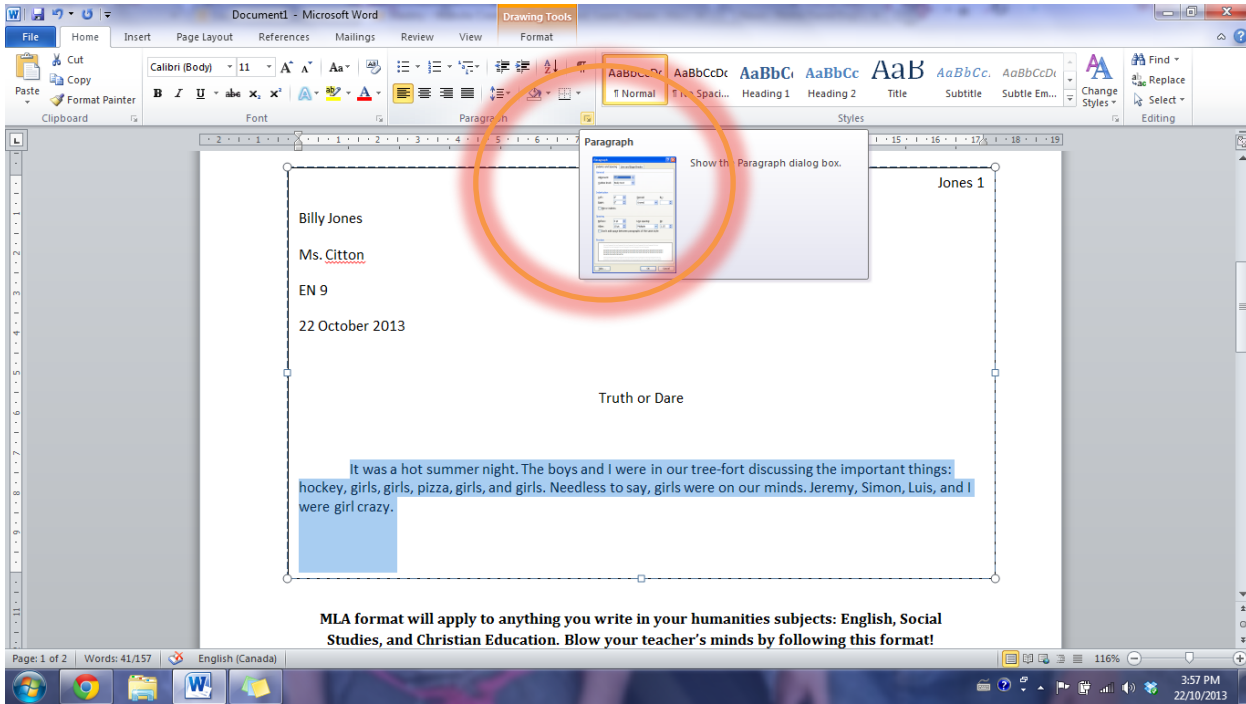 Document1 - Microsoft Word
Drawing Tools
File Home Insert Page Layout References Mailings Review View Format
Paste
Cut
Copy
Format Painter
Clipboard
Calibri (Body) 11
Font
Paragraph
AaBbCcDc AaBbCcDc AaBbC AaBbCc AaB AaBbCc. AaBbCcDc
¶ Normal ¶ No Spaci... Heading 1 Heading 2 Title Subtitle Subtle Em...
Change Styles
Styles
Find
Replace
Select
Editing
Paragraph
Show the Paragraph dialog box.
Jones 1
Billy Jones
Ms. Citton
EN 9
22 October 2013
Truth or Dare
It was a hot summer night. The boys and I were in our tree-fort discussing the important things:
hockey, girls, girls, pizza, girls, and girls. Needless to say, girls were on our minds. Jeremy, Simon, Luis, and I
were girl crazy.
MLA format will apply to anything you write in your humanities subjects: English, Social
Studies, and Christian Education. Blow your teacher's minds by following this format!
Page: 1 of 2 Words: 41/157 English (Canada) 116%
3:57 PM
22/10/2013